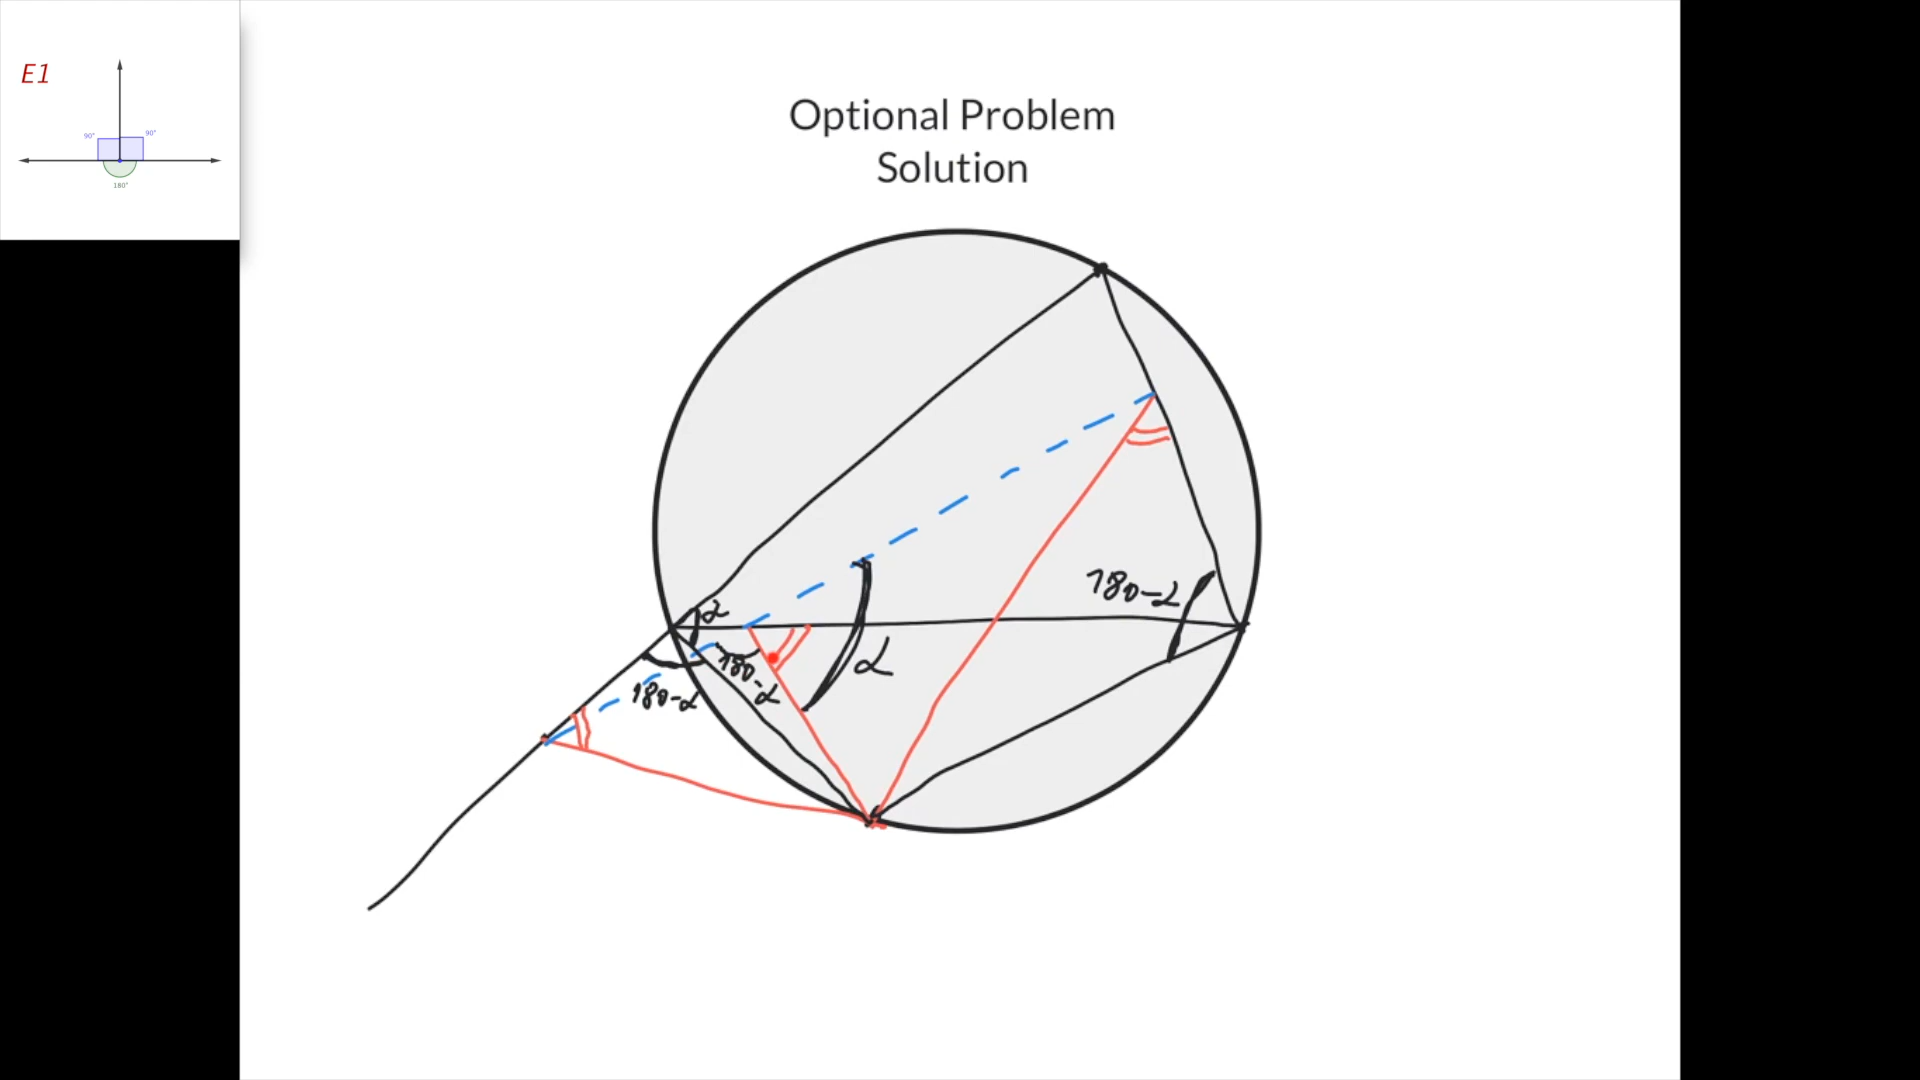 E1
90° 90°
180°
Optional Problem
Solution
α
180-α
180-α
α
180-α